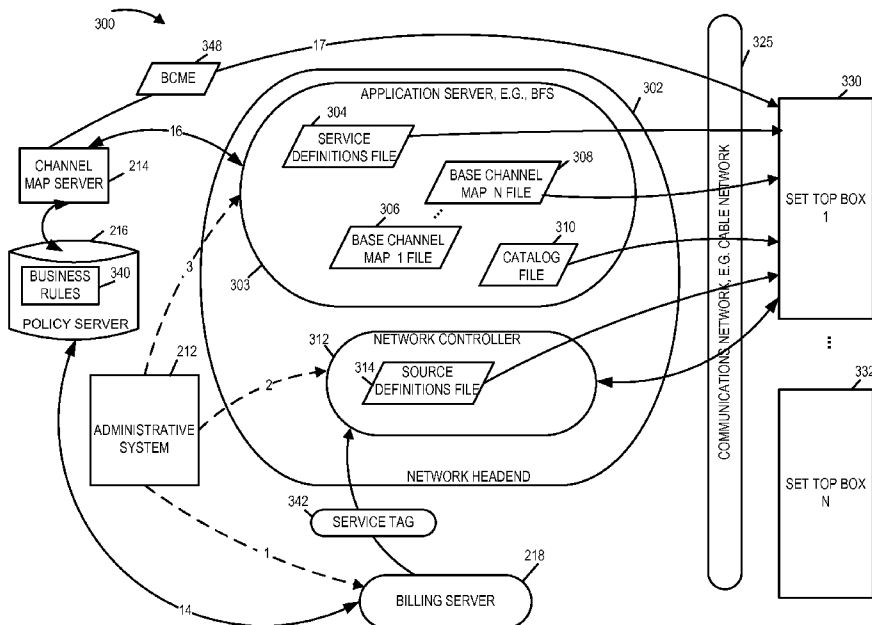 300
348
17
325
BCME
302
330
APPLICATION SERVER, E.G., BFS
304
16
SERVICE
DEFINITIONS FILE
308
CHANNEL
MAP SERVER
214
BASE CHANNEL
MAP N FILE
SET TOP BOX
1
...
306
310
216
BASE CHANNEL
MAP 1 FILE
CATALOG
FILE
BUSINESS
RULES
340
3
303
POLICY SERVER
312
NETWORK CONTROLLER
212
314
SOURCE
DEFINITIONS FILE
2
...
332
COMMUNICATIONS NETWORK, E.G. CABLE NETWORK
ADMINISTRATIVE
SYSTEM
NETWORK HEADEND
SET TOP BOX
N
342
SERVICE TAG
1
218
BILLING SERVER
14